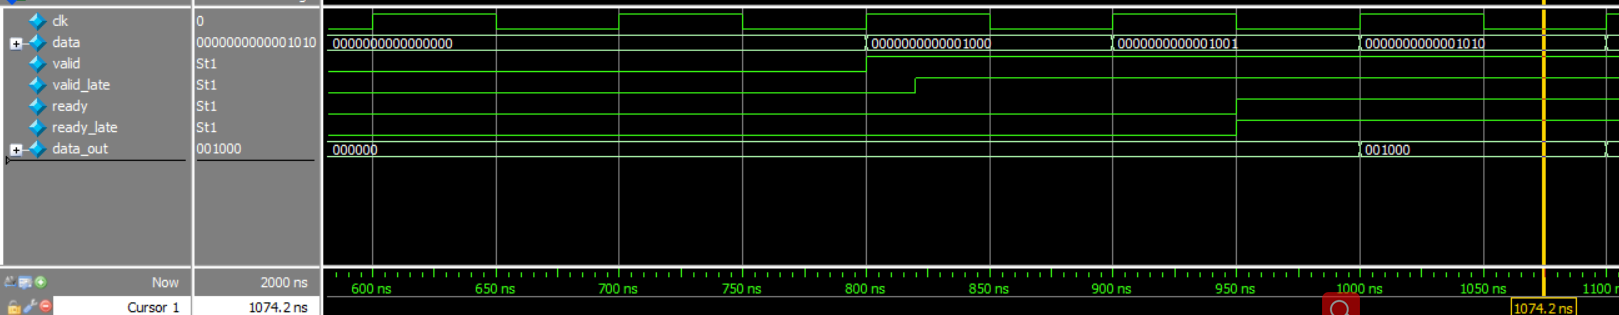 clk 0
data 0000000000001010 0000000000000000 0000000000001000 0000000000001001 0000000000001010
valid St1
valid_late St1
ready St1
ready_late St1
data_out 001000 000000 001000
Now 2000 ns 600 ns 650 ns 700 ns 750 ns 800 ns 850 ns 900 ns 950 ns 1000 ns 1050 ns 1100 n
Cursor 1 1074.2 ns 1074.2 ns